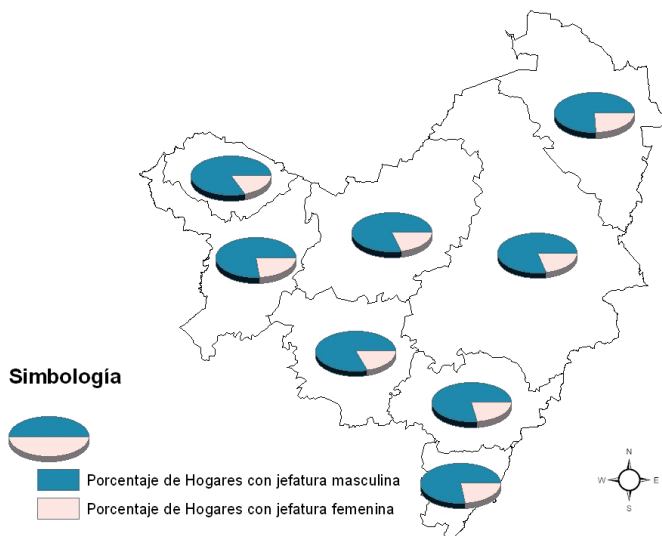 Simbología
Porcentaje de Hogares con jefatura masculina
Porcentaje de Hogares con jefatura femenina
N
W E
S